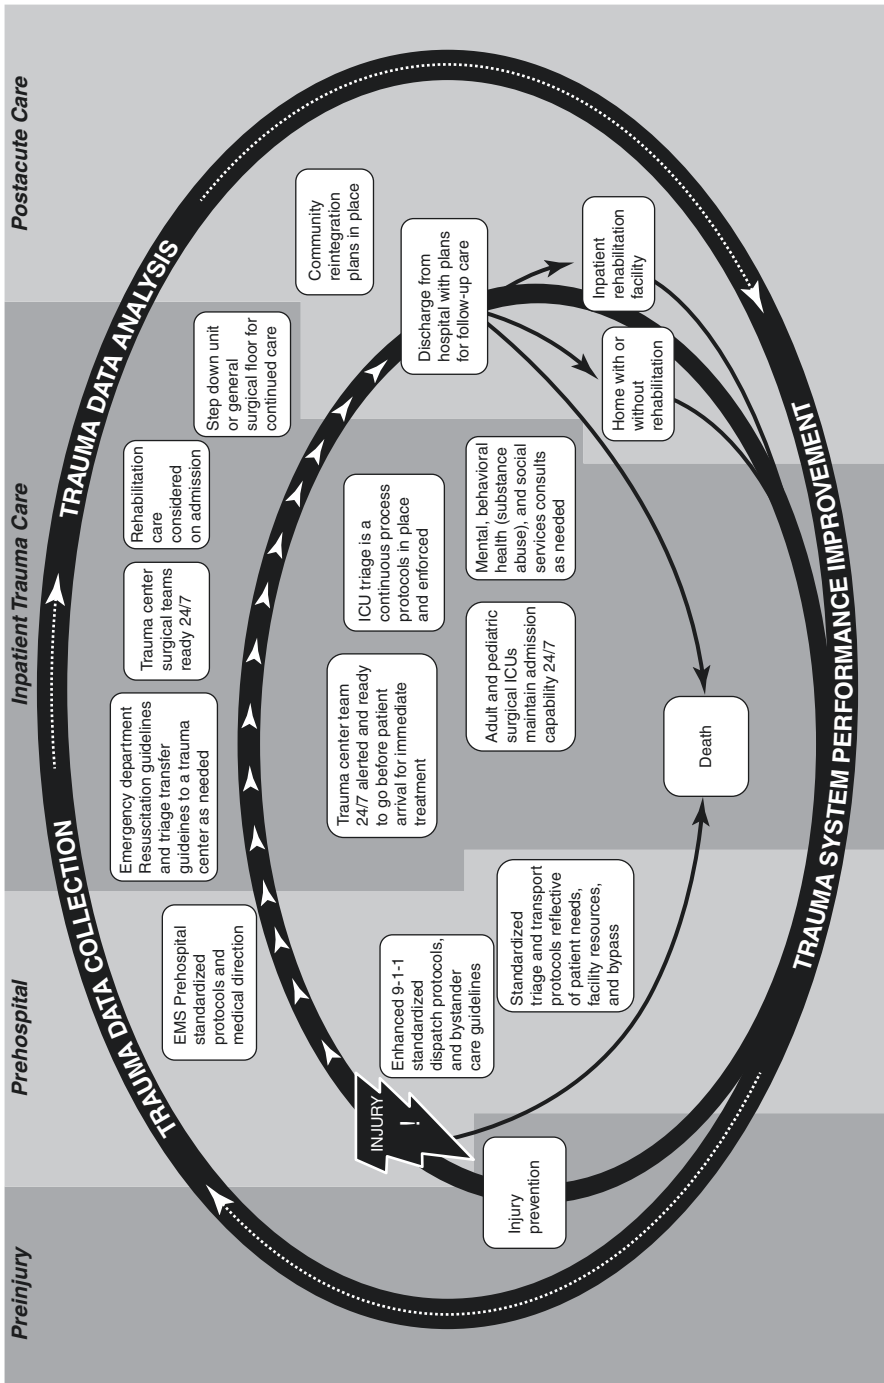 Preinjury
Prehospital
Inpatient Trauma Care
Postacute Care
TRAUMA DATA COLLECTION
TRAUMA DATA ANALYSIS
TRAUMA SYSTEM PERFORMANCE IMPROVEMENT
Injury
prevention
INJURY
!
EMS Prehospital
standardized
protocols and
medical direction
Enhanced 9-1-1
standardized
dispatch protocols,
and bystander
care guidelines
Standardized
triage and transport
protocols reflective
of patient needs,
facility resources,
and bypass
Emergency department
Resuscitation guidelines
and triage transfer
guideines to a trauma
center as needed
Trauma center
surgical teams
ready 24/7
Rehabilitation
care
considered
on admission
Step down unit
or general
surgical floor for
continued care
Trauma center team
24/7 alerted and ready
to go before patient
arrival for immediate
treatment
ICU triage is a
continuous process
protocols in place
and enforced
Adult and pediatric
surgical ICUs
maintain admission
capability 24/7
Mental, behavioral
health (substance
abuse), and social
services consults
as needed
Death
Community
reintegration
plans in place
Discharge from
hospital with plans
for follow-up care
Home with or
without
rehabilitation
Inpatient
rehabilitation
facility